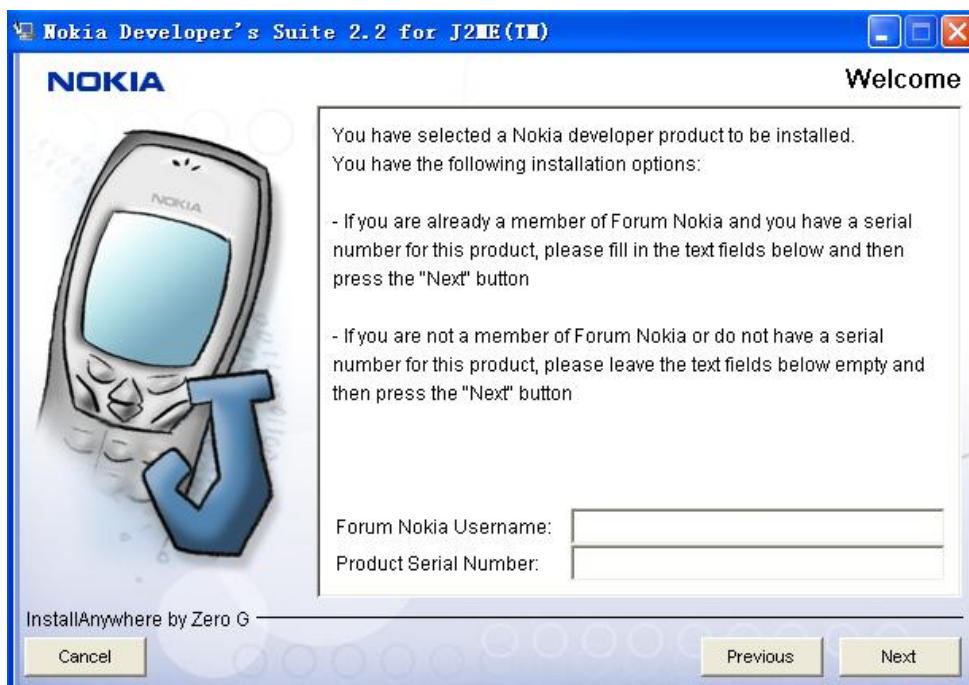 Nokia Developer's Suite 2.2 for J2ME(TM)
NOKIA
Welcome
NOKIA
You have selected a Nokia developer product to be installed.
You have the following installation options:
- If you are already a member of Forum Nokia and you have a serial
number for this product, please fill in the text fields below and then
press the "Next" button
- If you are not a member of Forum Nokia or do not have a serial
number for this product, please leave the text fields below empty and
then press the "Next" button
J
Forum Nokia Username:
Product Serial Number:
InstallAnywhere by Zero G
Cancel
Previous
Next